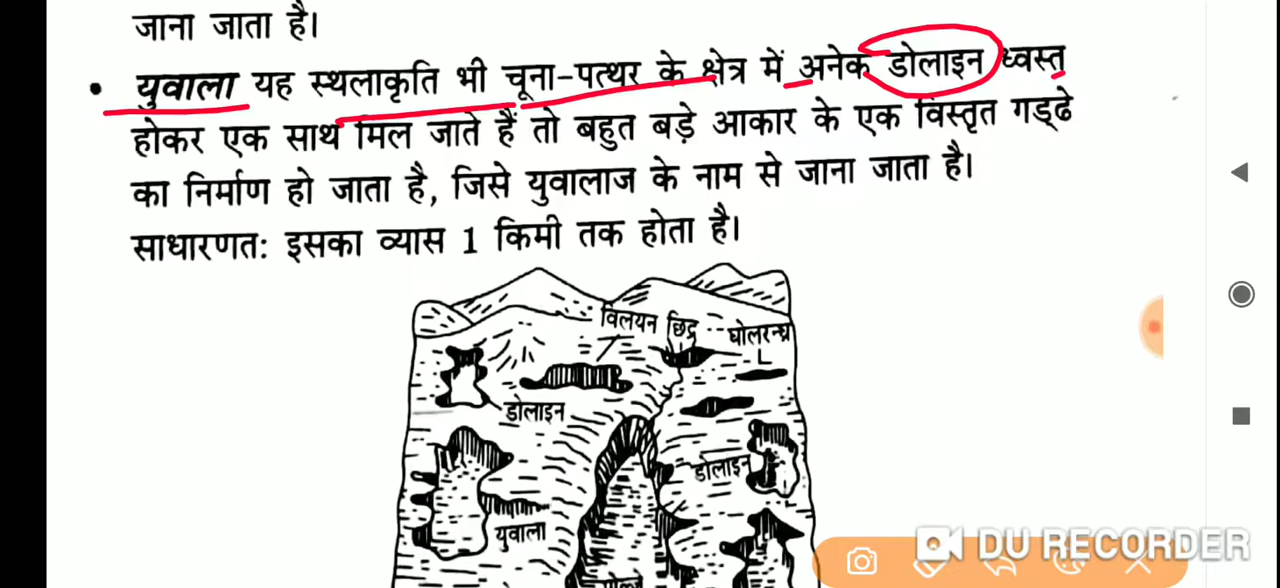 जाना जाता है।
• युवाला यह स्थलाकृति भी चूना-पत्थर के क्षेत्र में अनेक डोलाइन ध्वस्त
होकर एक साथ मिल जाते हैं तो बहुत बड़े आकार के एक विस्तृत गड्ढे
का निर्माण हो जाता है, जिसे युवालाज के नाम से जाना जाता है।
साधारणत: इसका व्यास 1 किमी तक होता है।
विलयन छिद्र
घोलरन्ध्र
डोलाइन
डोलाइन
युवाला
DU RECORDER